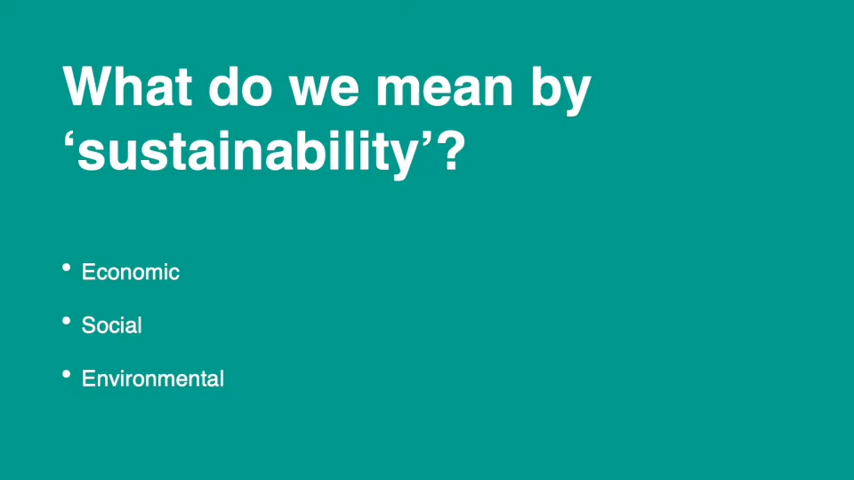 What do we mean by
‘sustainability’?
• Economic
• Social
• Environmental